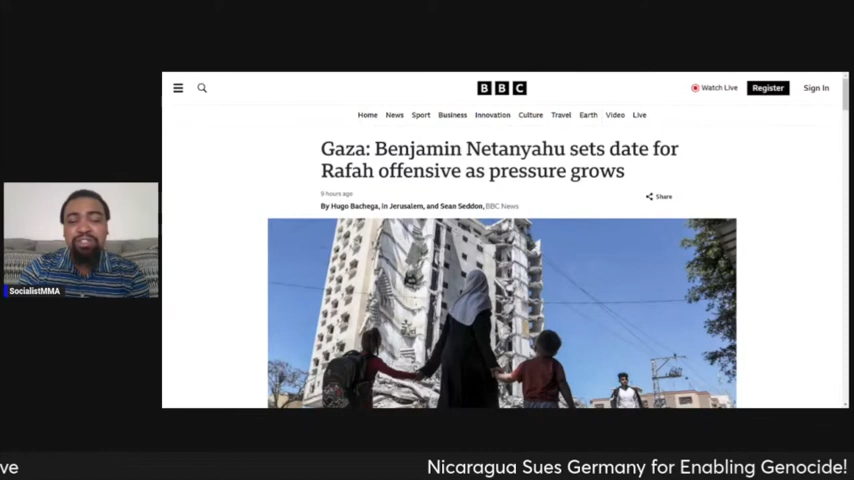 BBC
Watch Live
Register
Sign In
Home News Sport Business Innovation Culture Travel Earth Video Live
Gaza: Benjamin Netanyahu sets date for
Rafah offensive as pressure grows
9 hours ago
Share
By Hugo Bachega, in Jerusalem, and Sean Seddon, BBC News
SocialistMMA
ve
Nicaragua Sues Germany for Enabling Genocide!